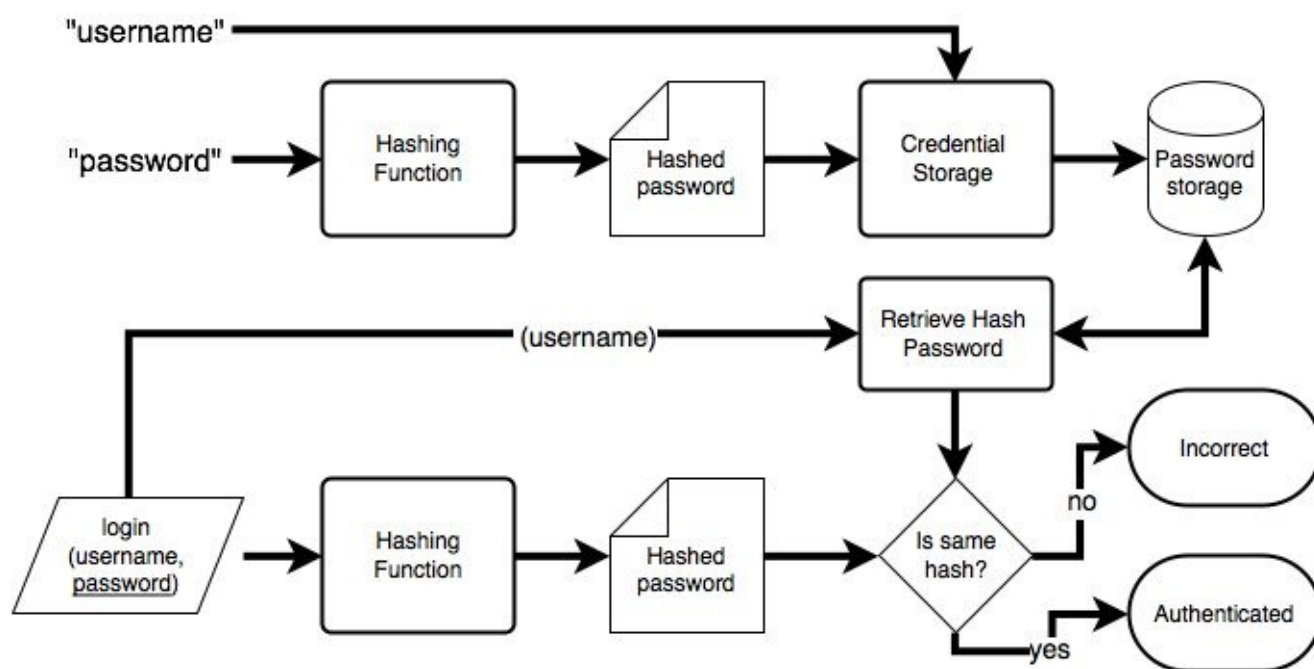 "username"
"password"
Hashing
Function
Hashed
password
Credential
Storage
Password
storage
(username)
Retrieve Hash
Password
login
(username,
password)
Hashing
Function
Hashed
password
Is same
hash?
no
Incorrect
yes
Authenticated